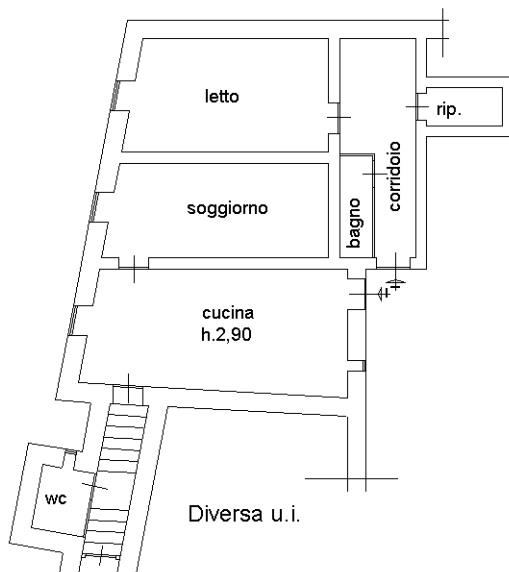 letto
rip.
corridoio
soggiorno
bagno
cucina
h.2,90
wc
Diversa u.i.